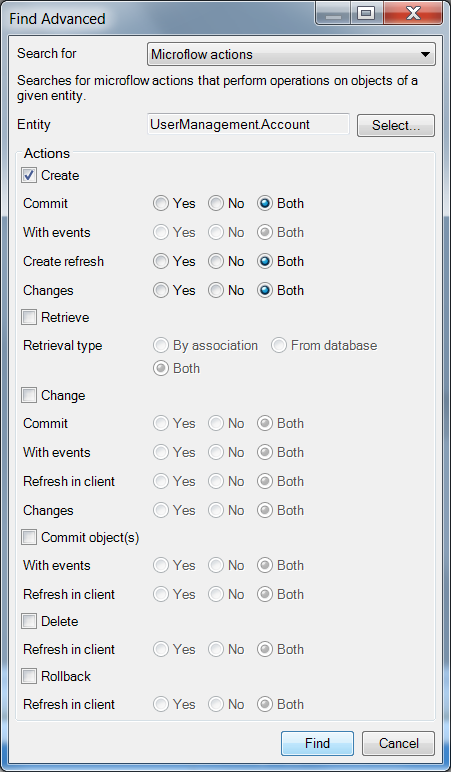 Find Advanced
Search for Microflow actions
Searches for microflow actions that perform operations on objects of a
given entity.
Entity UserManagement.Account Select...
Actions
Create
Commit Yes No Both
With events Yes No Both
Create refresh Yes No Both
Changes Yes No Both
Retrieve
Retrieval type By association From database
Both
Change
Commit Yes No Both
With events Yes No Both
Refresh in client Yes No Both
Changes Yes No Both
Commit object(s)
With events Yes No Both
Refresh in client Yes No Both
Delete
Refresh in client Yes No Both
Rollback
Refresh in client Yes No Both
Find Cancel